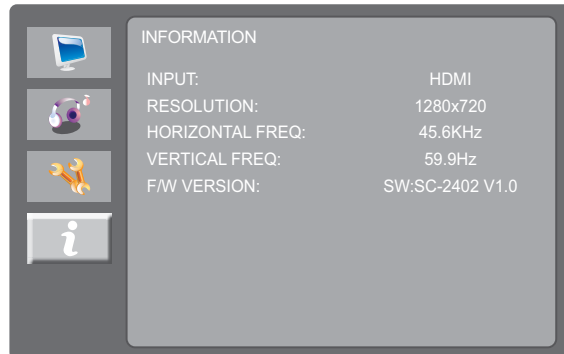 INFORMATION
INPUT: HDMI
RESOLUTION: 1280x720
HORIZONTAL FREQ: 45.6KHz
VERTICAL FREQ: 59.9Hz
F/W VERSION: SW:SC-2402 V1.0
i